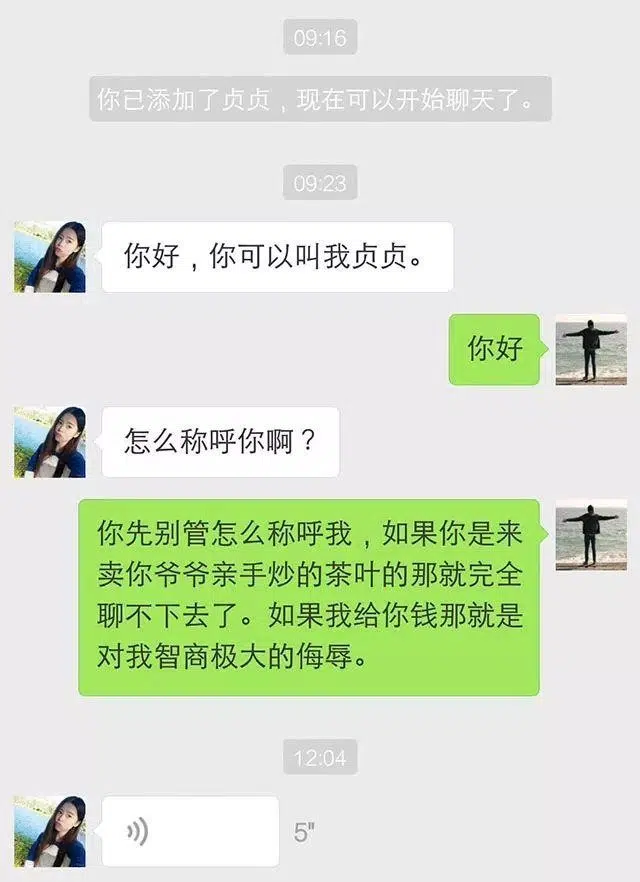 09:16
你已添加了贞贞，现在可以开始聊天了。
09:23
你好，你可以叫我贞贞。
你好
怎么称呼你啊？
你先别管怎么称呼我，如果你是来
卖你爷爷亲手炒的茶叶的那就完全
聊不下去了。如果我给你钱那就是
对我智商极大的侮辱。
12:04
5"